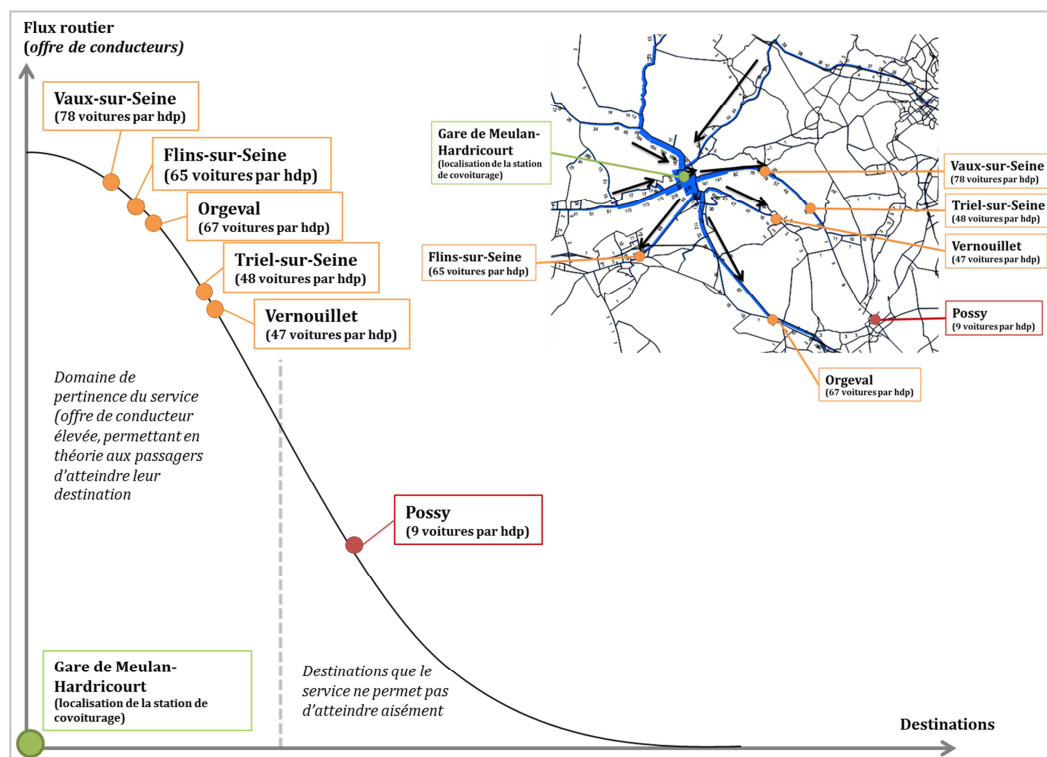 Flux routier
(offre de conducteurs)
Vaux-sur-Seine
(78 voitures par hdp)
Flins-sur-Seine
(65 voitures par hdp)
Orgeval
(67 voitures par hdp)
Triel-sur-Seine
(48 voitures par hdp)
Vernouillet
(47 voitures par hdp)
Domaine de
pertinence du service
(offre de conducteur
élevée, permettant en
théorie aux passagers
d'atteindre leur
destination
Possy
(9 voitures par hdp)
Gare de Meulan-
Hardricourt
(localisation de la station de
covoiturage)
Destinations que le
service ne permet pas
d'atteindre aisément
Destinations
Gare de Meulan-
Hardricourt
(localisation de la station
de covoiturage)
Flins-sur-Seine
(65 voitures par hdp)
Vaux-sur-Seine
(78 voitures par hdp)
Triel-sur-Seine
(48 voitures par hdp)
Vernouillet
(47 voitures par hdp)
Possy
(9 voitures par hdp)
Orgeval
(67 voitures par hdp)